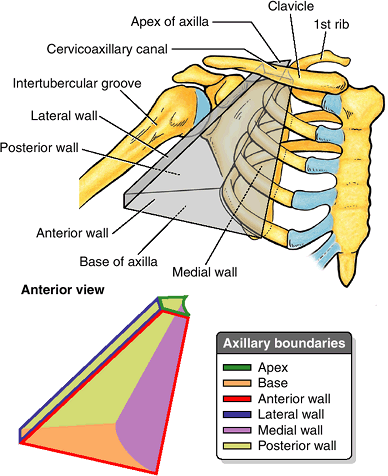 Clavicle
Apex of axilla
1st rib
Cervicoaxillary canal
Intertubercular groove
Lateral wall
Posterior wall
Anterior wall
Base of axilla
Medial wall
Anterior view
Axillary boundaries
Apex
Base
Anterior wall
Lateral wall
Medial wall
Posterior wall